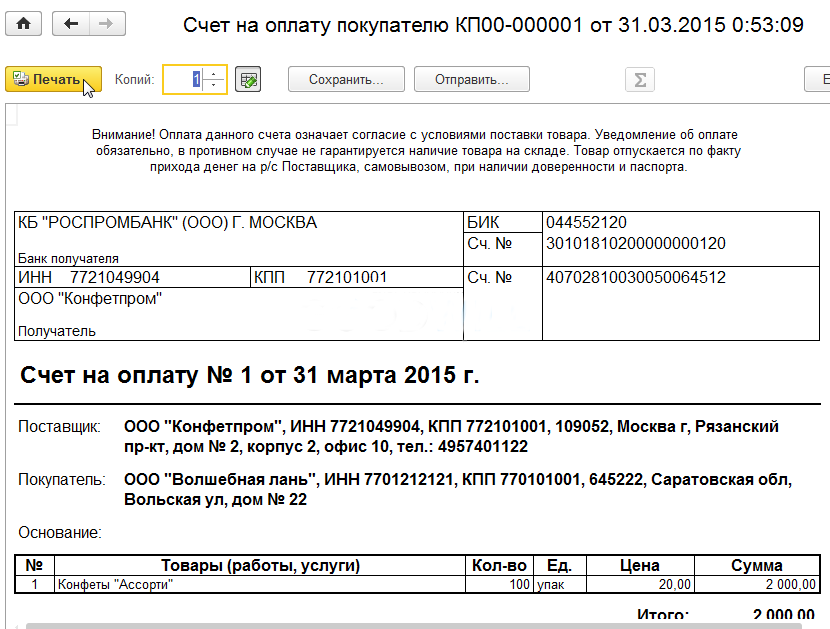 Счет на оплату покупателю КП00-000001 от 31.03.2015 0:53:09
Печать Копий: 1 Сохранить... Отправить... Σ Е
Внимание! Оплата данного счета означает согласие с условиями поставки товара. Уведомление об оплате
обязательно, в противном случае не гарантируется наличие товара на складе. Товар отпускается по факту
прихода денег на р/с Поставщика, самовывозом, при наличии доверенности и паспорта.
КБ "РОСПРОМБАНК" (ООО) Г. МОСКВА БИК 044552120
Сч. № 30101810200000000120
Банк получателя
ИНН 7721049904 КПП 772101001 Сч. № 40702810030050064512
ООО "Конфетпром"
Получатель
Счет на оплату № 1 от 31 марта 2015 г.
Поставщик: ООО "Конфетпром", ИНН 7721049904, КПП 772101001, 109052, Москва г, Рязанский
пр-кт, дом № 2, корпус 2, офис 10, тел.: 4957401122
Покупатель: ООО "Волшебная лань", ИНН 7701212121, КПП 770101001, 645222, Саратовская обл,
Вольская ул, дом № 22
Основание:
№ Товары (работы, услуги) Кол-во Ед. Цена Сумма
1 Конфеты "Ассорти" 100 упак 20,00 2 000,00
Итого: 2 000,00